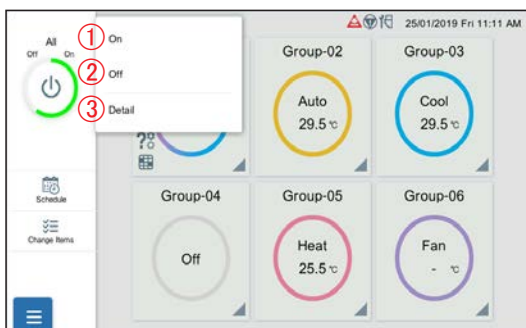 25/01/2019 Fri 11:11 AM
All
Off On
① On
② Off
③ Detail
Schedule
Change Items
Group-02
Auto
29.5 ℃
Group-03
Cool
29.5 ℃
Group-04
Off
Group-05
Heat
25.5 ℃
Group-06
Fan
- ℃